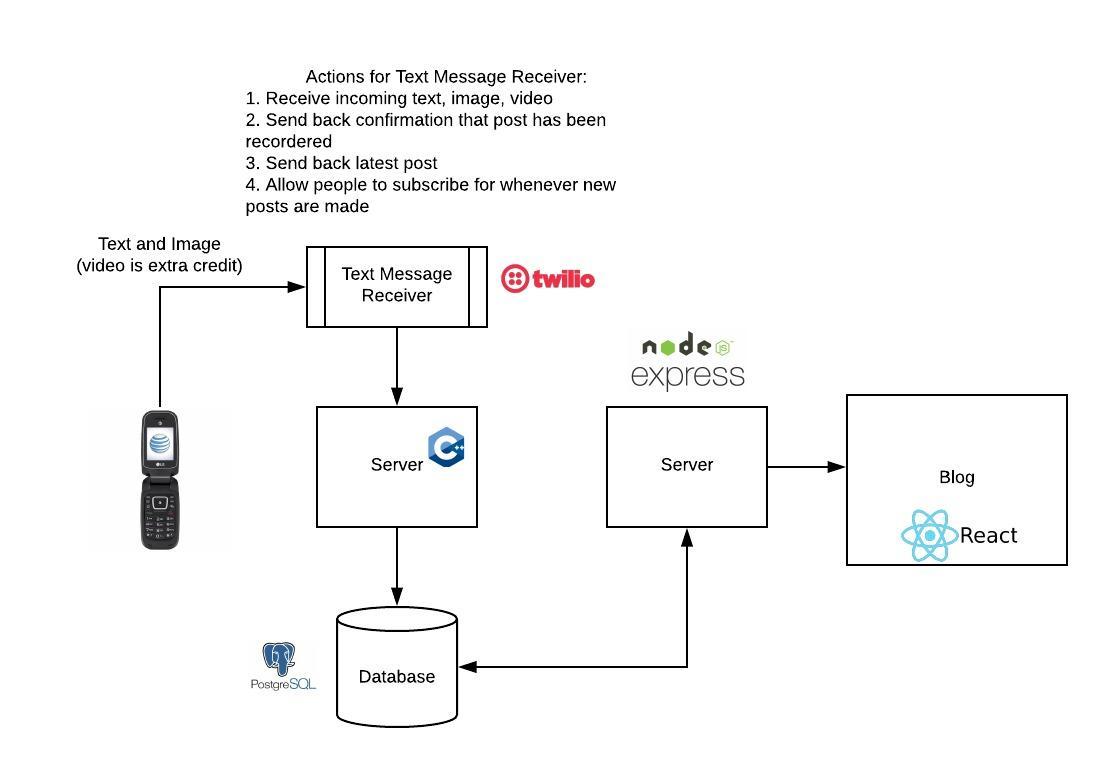 Actions for Text Message Receiver:
1. Receive incoming text, image, video
2. Send back confirmation that post has been
recordered
3. Send back latest post
4. Allow people to subscribe for whenever new
posts are made
Text and Image
(video is extra credit)
Text Message
Receiver
twilio
node
JS
express
Server
C++
Server
Blog
React
LG
Database
PostgreSQL